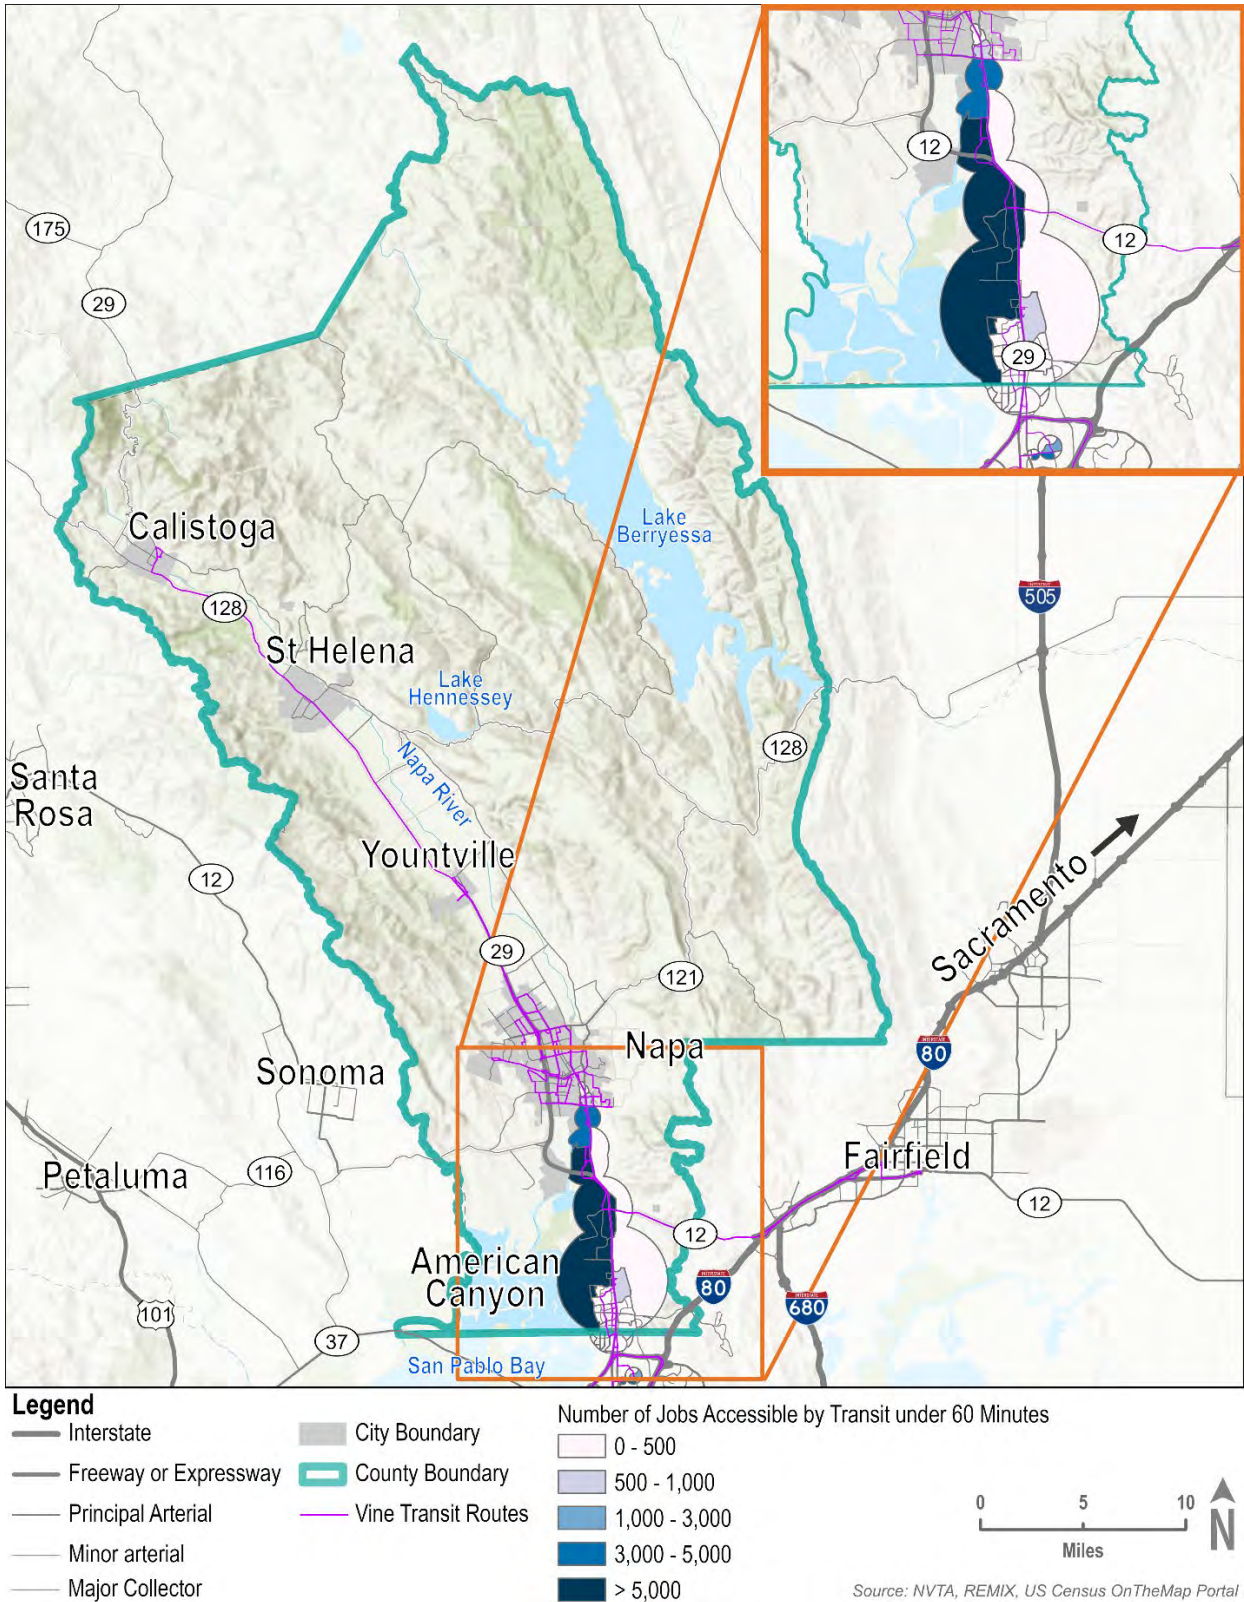 12
12
29
175
29
Calistoga
128
St Helena
Lake
Berryessa
Lake
Hennessey
INTERSTATE
505
128
Napa River
Santa
Rosa
Yountville
12
29
121
Sacramento
Napa
INTERSTATE
80
Sonoma
Fairfield
Petaluma
116
12
12
American
Canyon
INTERSTATE
80
INTERSTATE
680
101
37
San Pablo Bay
Legend
Interstate
Freeway or Expressway
Principal Arterial
Minor arterial
Major Collector
City Boundary
County Boundary
Vine Transit Routes
Number of Jobs Accessible by Transit under 60 Minutes
0 - 500
500 - 1,000
1,000 - 3,000
3,000 - 5,000
> 5,000
0 5 10
Miles
N
Source: NVTA, REMIX, US Census OnTheMap Portal